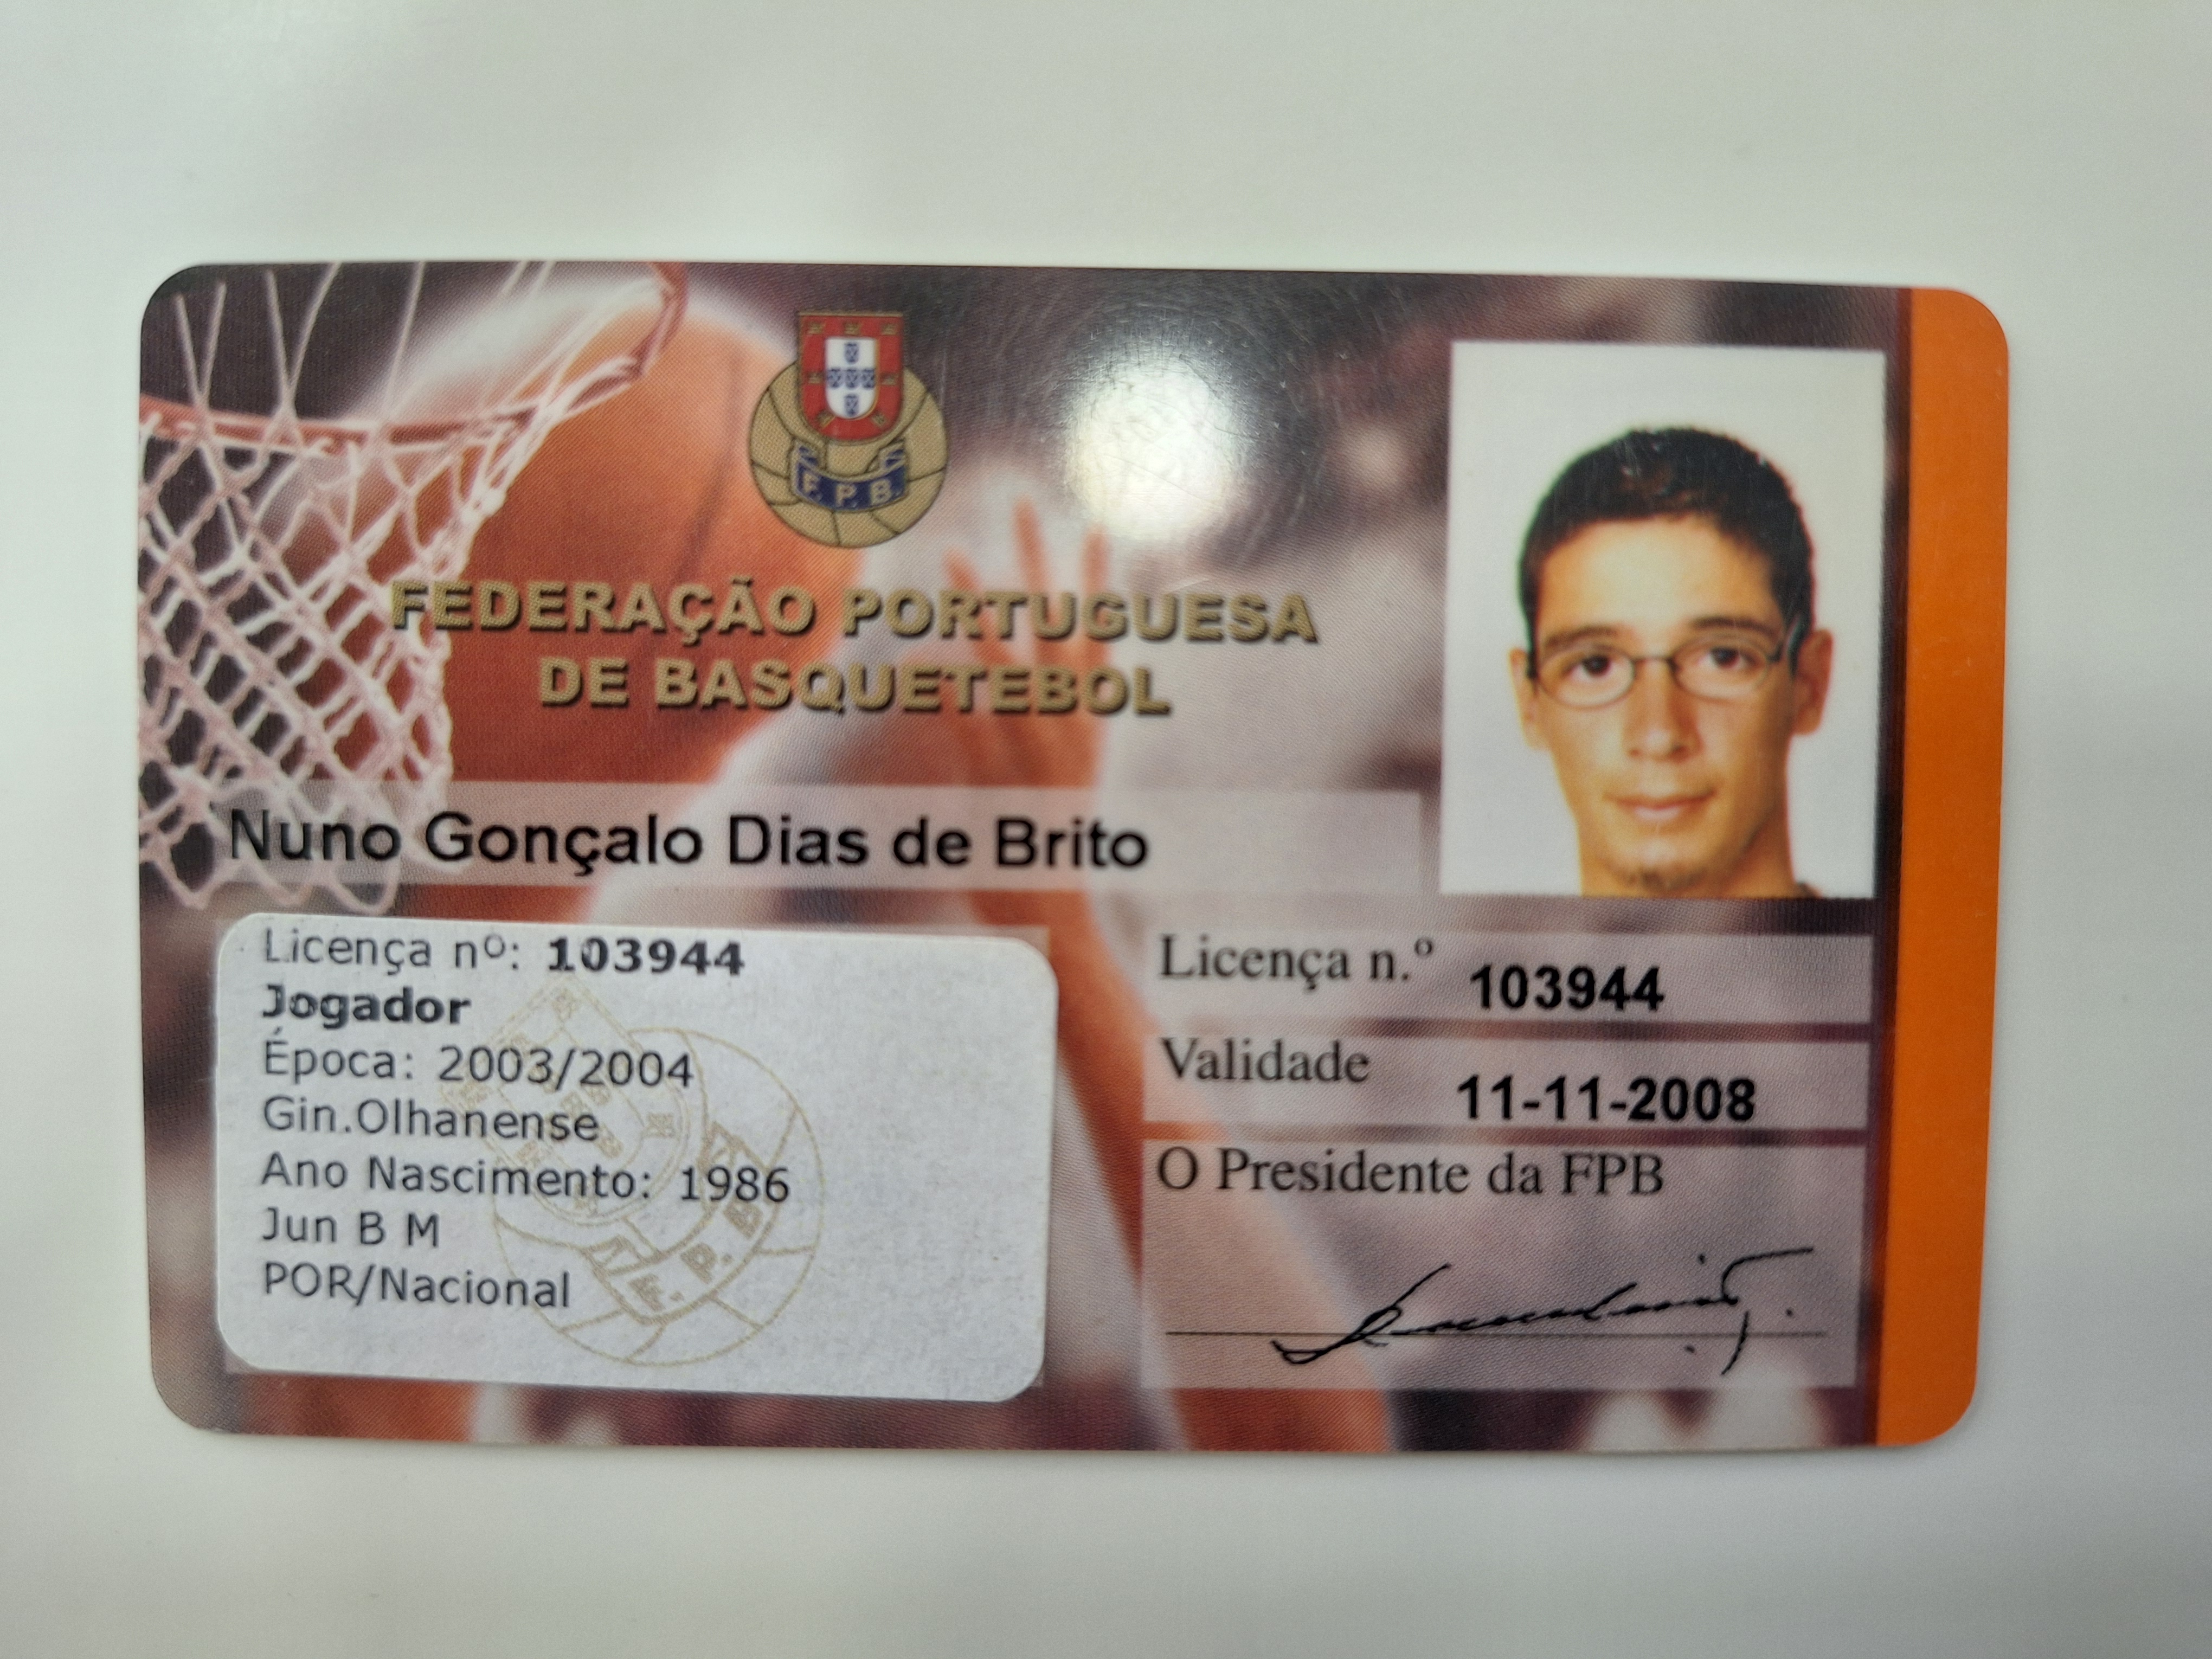 F. P. B.
FEDERAÇÃO PORTUGUESA
DE BASQUETEBOL
Nuno Gonçalo Dias de Brito
Licença nº: 103944
Jogador
Época: 2003/2004
Gin.Olhanense
Ano Nascimento: 1986
Jun B M
POR/Nacional
F. P. B.
Licença n.º 103944
Validade 11-11-2008
O Presidente da FPB